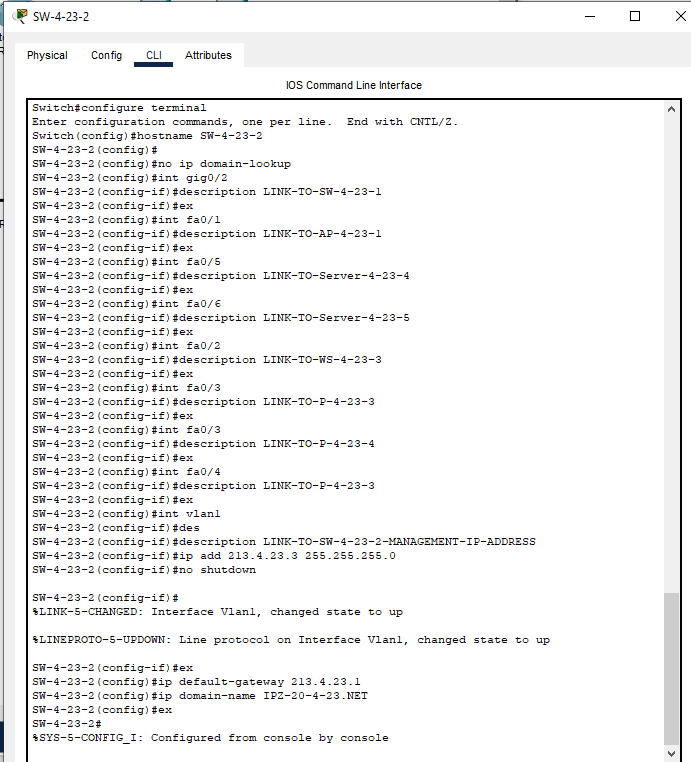 SW-4-23-2
Physical Config CLI Attributes
IOS Command Line Interface
Switch#configure terminal
Enter configuration commands, one per line.  End with CNTL/Z.
Switch(config)#hostname SW-4-23-2
SW-4-23-2(config)#
SW-4-23-2(config)#no ip domain-lookup
SW-4-23-2(config)#int gig0/2
SW-4-23-2(config-if)#description LINK-TO-SW-4-23-1
SW-4-23-2(config-if)#ex
SW-4-23-2(config)#int fa0/1
SW-4-23-2(config-if)#description LINK-TO-AP-4-23-1
SW-4-23-2(config-if)#ex
SW-4-23-2(config)#int fa0/5
SW-4-23-2(config-if)#description LINK-TO-Server-4-23-4
SW-4-23-2(config-if)#ex
SW-4-23-2(config)#int fa0/6
SW-4-23-2(config-if)#description LINK-TO-Server-4-23-5
SW-4-23-2(config-if)#ex
SW-4-23-2(config)#int fa0/2
SW-4-23-2(config-if)#description LINK-TO-WS-4-23-3
SW-4-23-2(config-if)#ex
SW-4-23-2(config)#int fa0/3
SW-4-23-2(config-if)#description LINK-TO-P-4-23-3
SW-4-23-2(config-if)#ex
SW-4-23-2(config)#int fa0/3
SW-4-23-2(config-if)#description LINK-TO-P-4-23-4
SW-4-23-2(config-if)#ex
SW-4-23-2(config)#int fa0/4
SW-4-23-2(config-if)#description LINK-TO-P-4-23-3
SW-4-23-2(config-if)#ex
SW-4-23-2(config)#int vlan1
SW-4-23-2(config-if)#des
SW-4-23-2(config-if)#description LINK-TO-SW-4-23-2-MANAGEMENT-IP-ADDRESS
SW-4-23-2(config-if)#ip add 213.4.23.3 255.255.255.0
SW-4-23-2(config-if)#no shutdown
SW-4-23-2(config-if)#
%LINK-5-CHANGED: Interface Vlan1, changed state to up
%LINEPROTO-5-UPDOWN: Line protocol on Interface Vlan1, changed state to up
SW-4-23-2(config-if)#ex
SW-4-23-2(config)#ip default-gateway 213.4.23.1
SW-4-23-2(config)#ip domain-name IPZ-20-4-23.NET
SW-4-23-2(config)#ex
SW-4-23-2#
%SYS-5-CONFIG_I: Configured from console by console